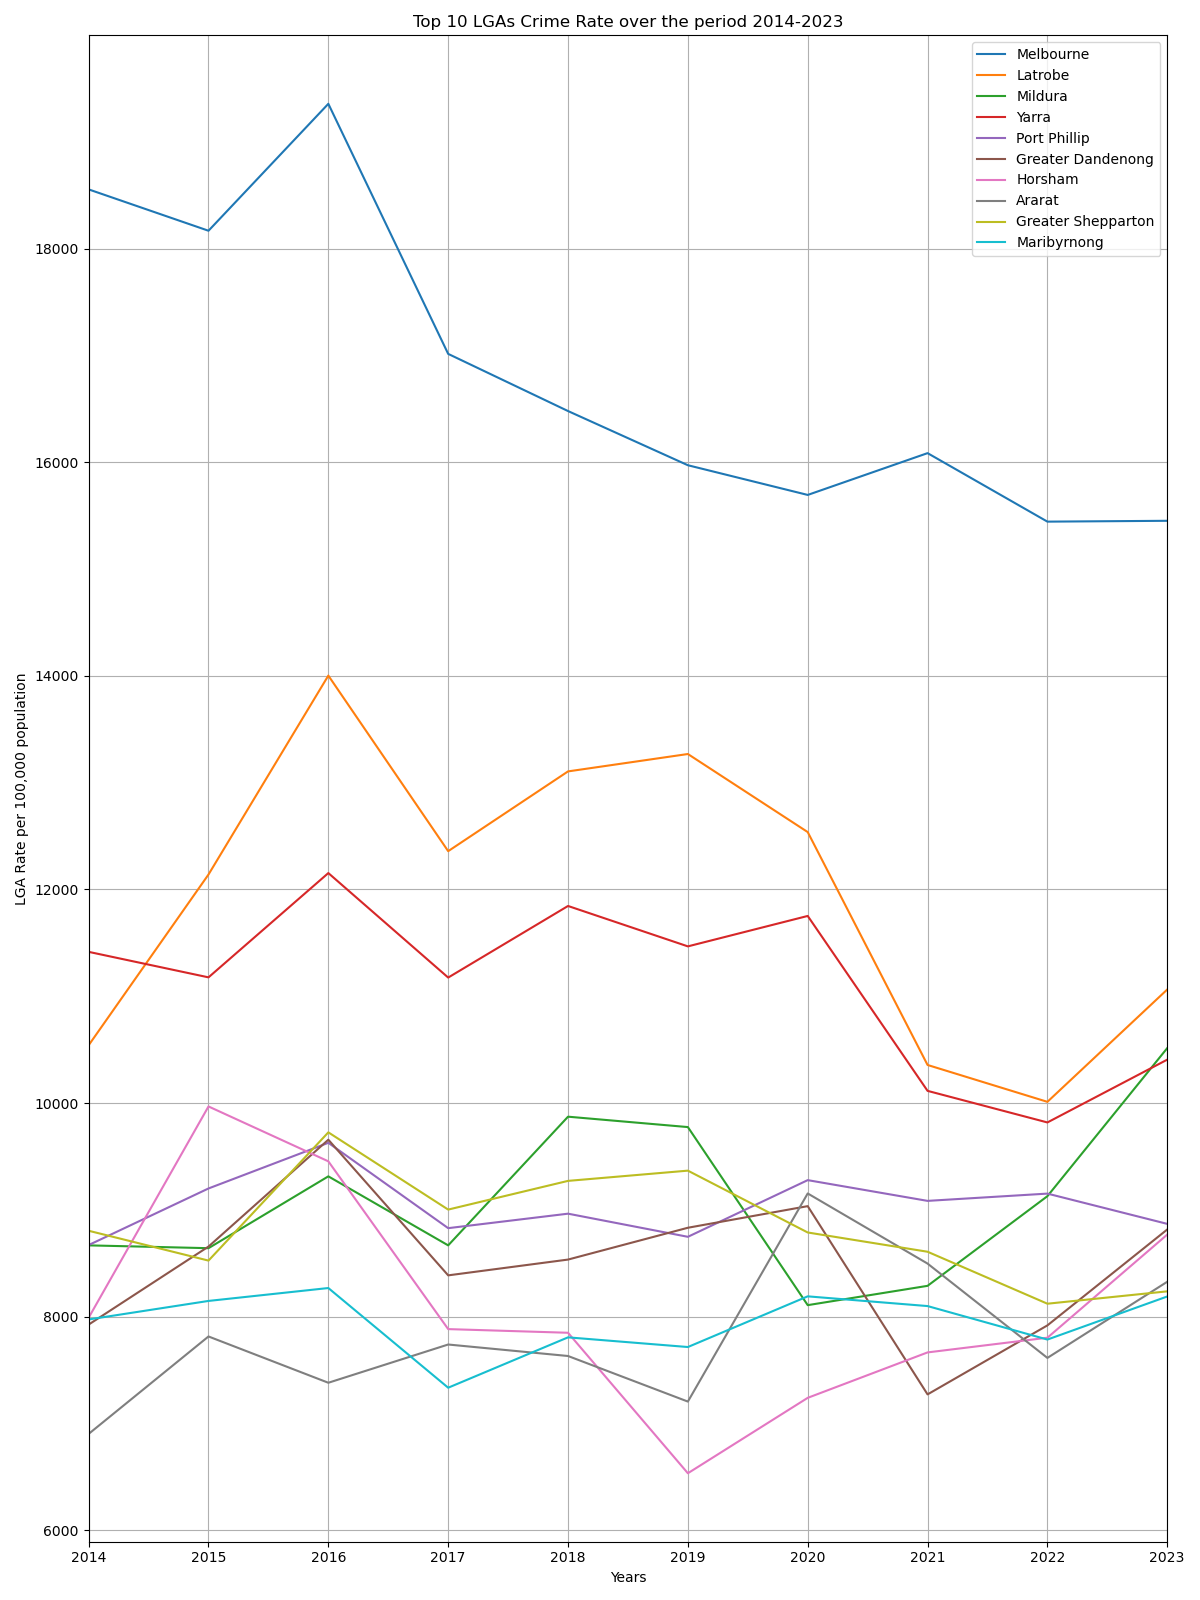 Top 10 LGAs Crime Rate over the period 2014-2023
Melbourne
Latrobe
Mildura
Yarra
Port Phillip
Greater Dandenong
Horsham
Ararat
Greater Shepparton
Maribyrnong
LGA Rate per 100,000 population
18000
16000
14000
12000
10000
8000
6000
2014 2015 2016 2017 2018 2019 2020 2021 2022 2023
Years